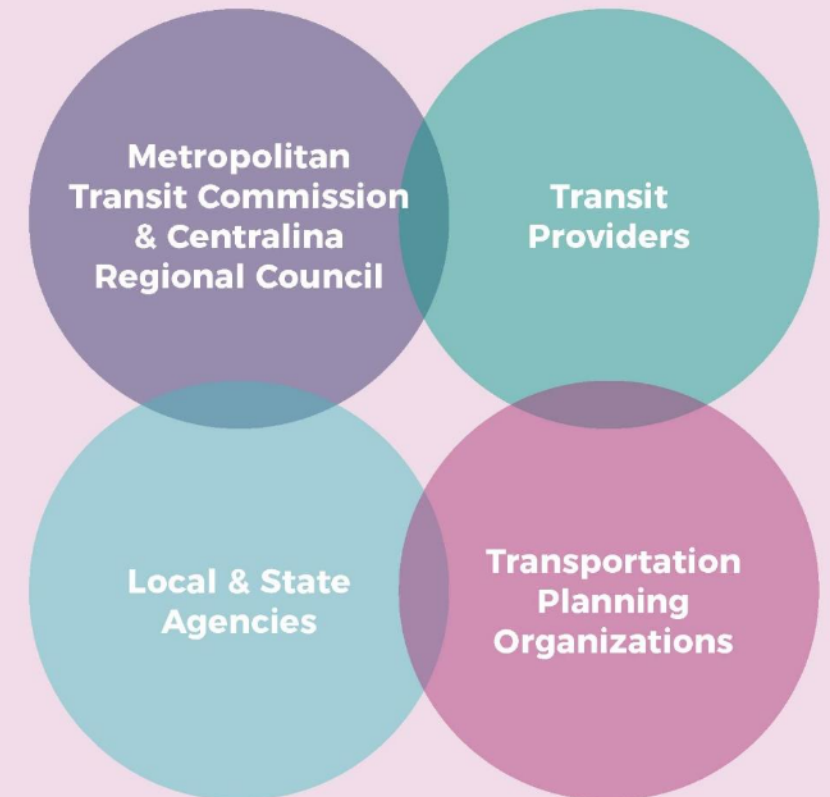 Metropolitan
Transit Commission
& Centralina
Regional Council
Transit
Providers
Local & State
Agencies
Transportation
Planning
Organizations